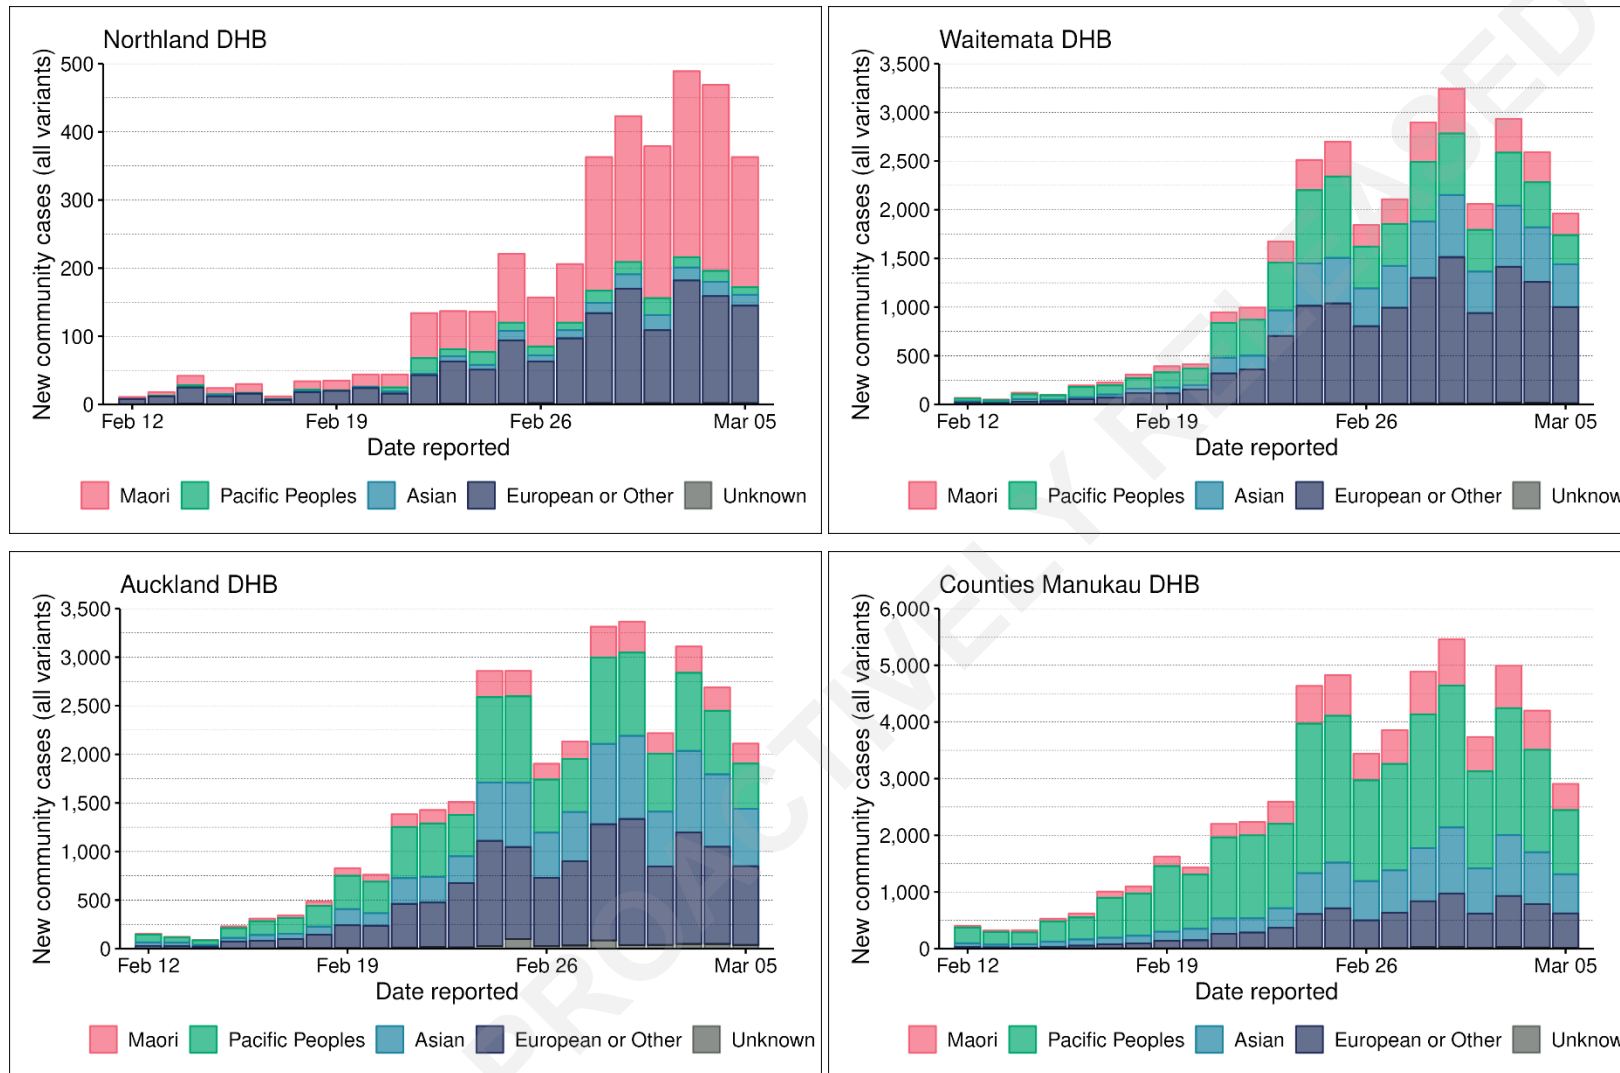 Northland DHB
New community cases (all variants)
500
400
300
200
100
0
Feb 12
Feb 19
Feb 26
Mar 05
Date reported
Maori
Pacific Peoples
Asian
European or Other
Unknown
Waitemata DHB
New community cases (all variants)
3,500
3,000
2,500
2,000
1,500
1,000
500
0
Feb 12
Feb 19
Feb 26
Mar 05
Date reported
Maori
Pacific Peoples
Asian
European or Other
Unknow
Auckland DHB
New community cases (all variants)
3,500
3,000
2,500
2,000
1,500
1,000
500
0
Feb 12
Feb 19
Feb 26
Mar 05
Date reported
Maori
Pacific Peoples
Asian
European or Other
Unknown
Counties Manukau DHB
New community cases (all variants)
6,000
5,000
4,000
3,000
2,000
1,000
0
Feb 12
Feb 19
Feb 26
Mar 05
Date reported
Maori
Pacific Peoples
Asian
European or Other
Unknow
PROACTIVELY RELEASED